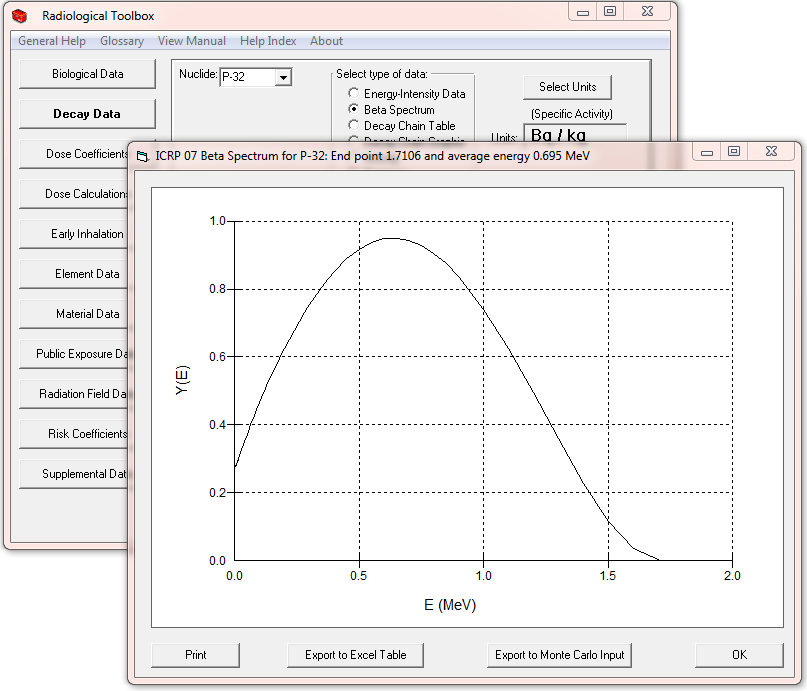 Radiological Toolbox
General Help Glossary View Manual Help Index About
Biological Data
Decay Data
Dose Coefficients
Dose Calculation
Early Inhalation
Element Data
Material Data
Public Exposure Da
Radiation Field Da
Risk Coefficients
Supplemental Dat
Nuclide: P-32
Select type of data:
Energy-Intensity Data
Beta Spectrum
Decay Chain Table
Decay Chain Graphic
Select Units
(Specific Activity)
Units: Bq / kg
ICRP 07 Beta Spectrum for P-32: End point 1.7106 and average energy 0.695 MeV
1.0
0.8
0.6
0.4
0.2
0.0
Y(E)
0.0 0.5 1.0 1.5 2.0
E (MeV)
Print Export to Excel Table Export to Monte Carlo Input OK